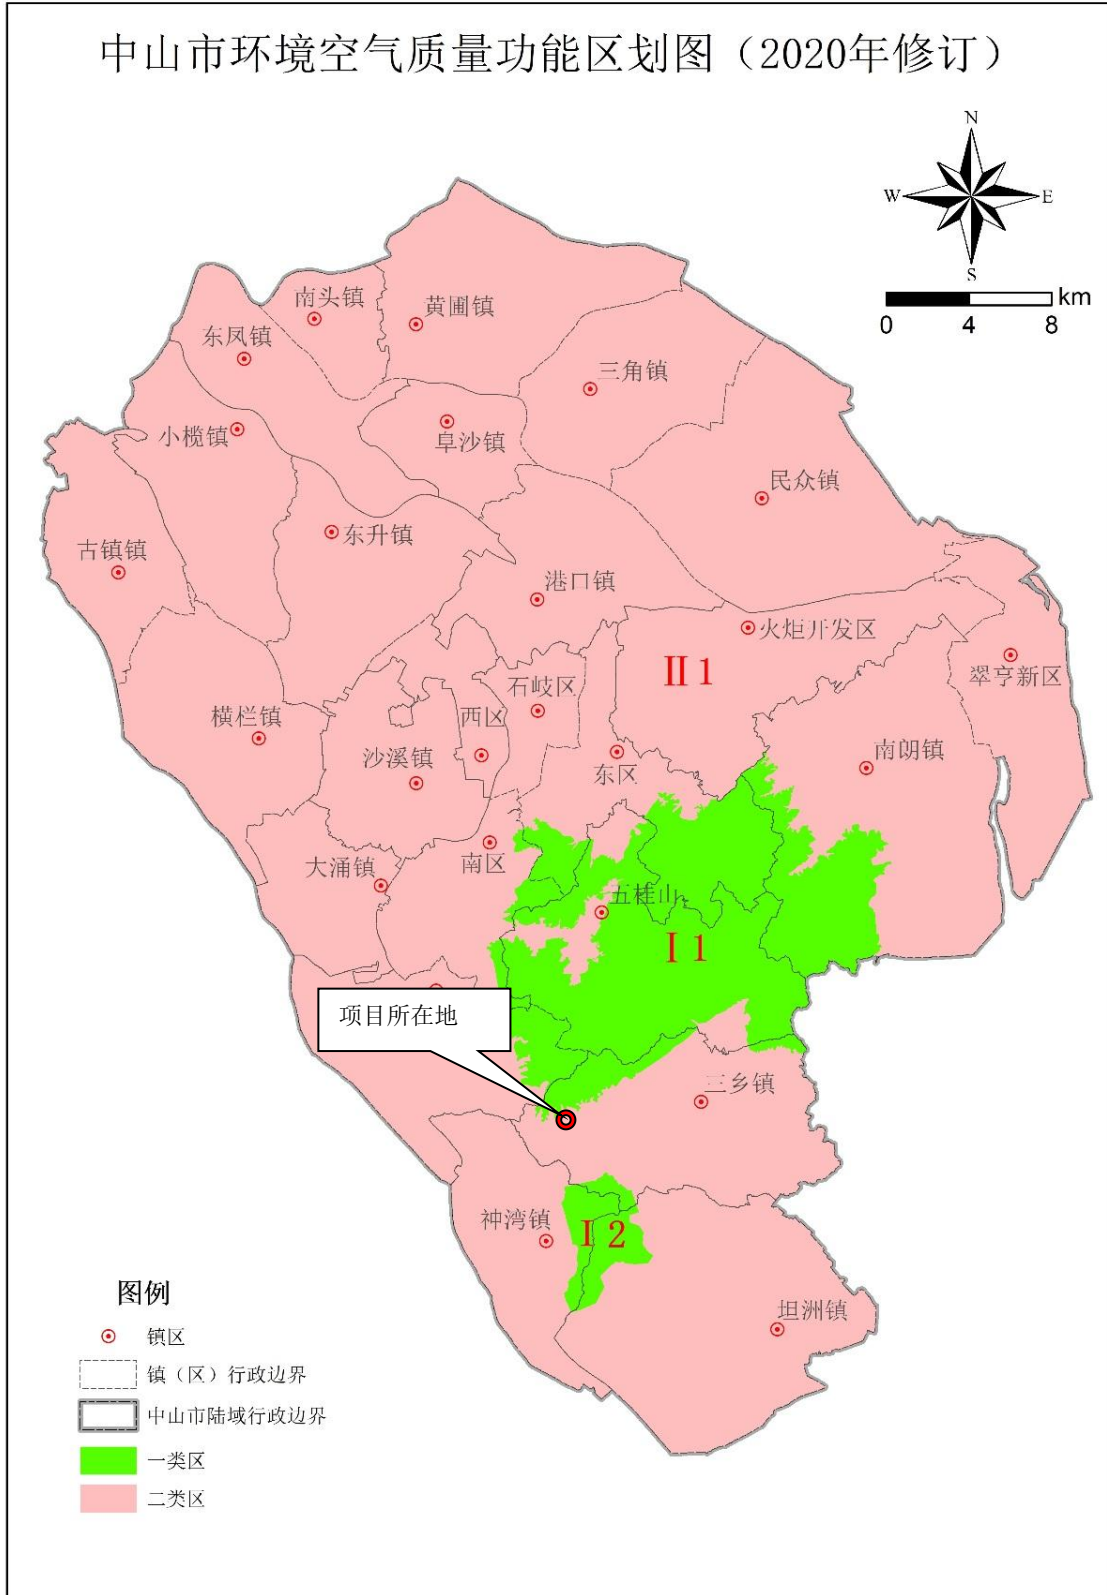 中山市环境空气质量功能区划图（2020年修订）
N
W
E
S
km
0 4 8
南头镇
黄圃镇
东凤镇
三角镇
小榄镇
阜沙镇
民众镇
东升镇
古镇镇
港口镇
火炬开发区
II 1
翠亨新区
石岐区
横栏镇
西区
沙溪镇
东区
南朗镇
南区
大涌镇
五桂山
I 1
项目所在地
三乡镇
神湾镇
I 2
坦洲镇
图例
镇区
镇（区）行政边界
中山市陆域行政边界
一类区
二类区